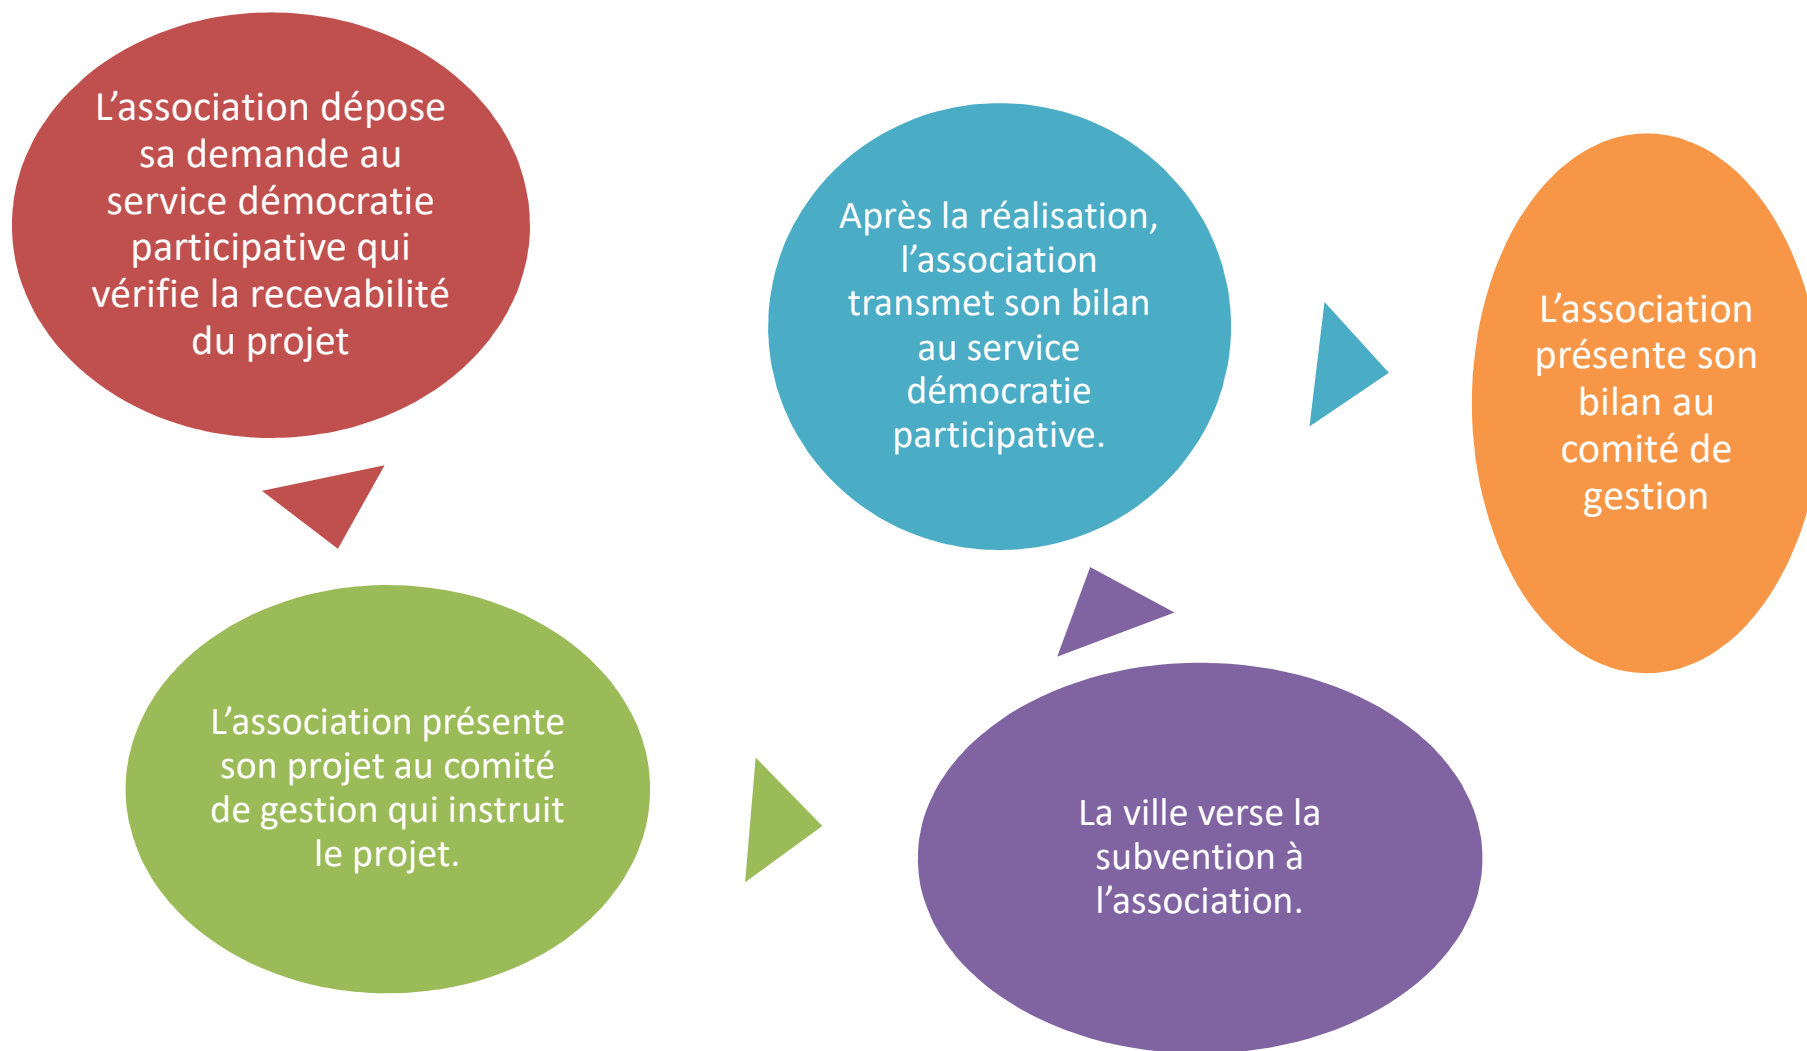 L’association dépose
sa demande au
service démocratie
participative qui
vérifie la recevabilité
du projet
L’association présente
son projet au comité
de gestion qui instruit
le projet.
La ville verse la
subvention à
l’association.
Après la réalisation,
l’association
transmet son bilan
au service
démocratie
participative.
L’association
présente son
bilan au
comité de
gestion